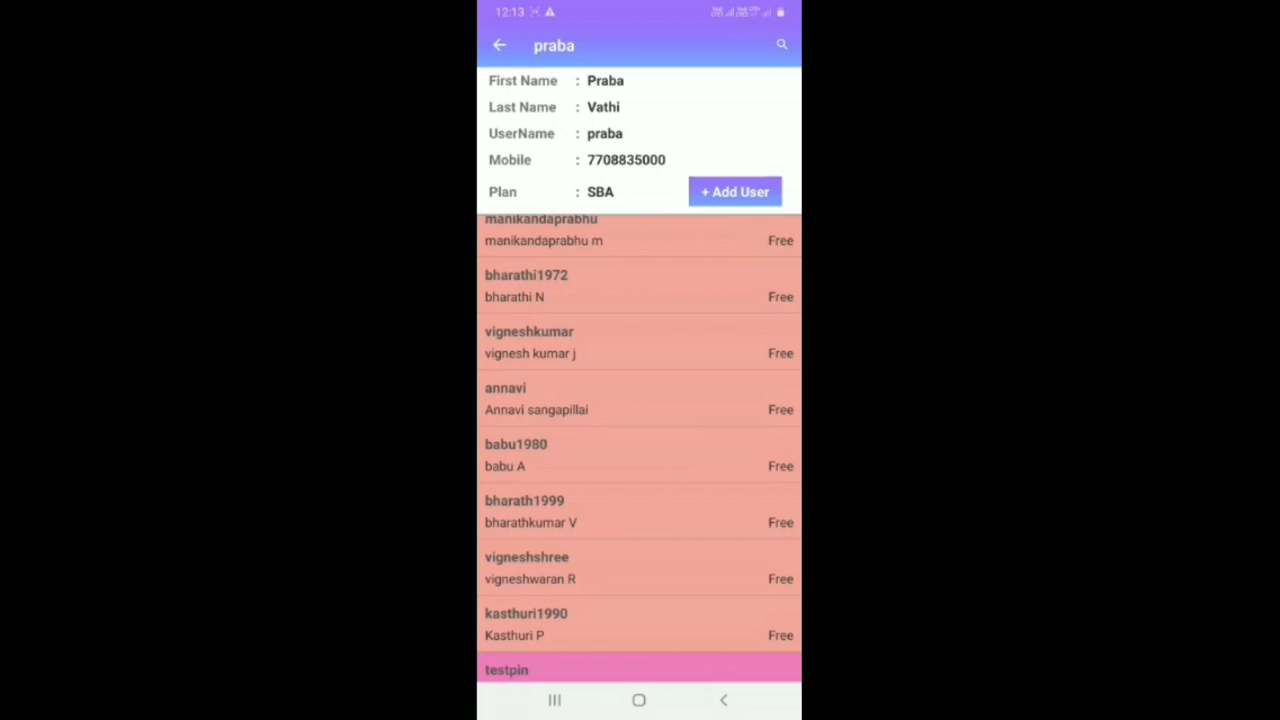 12:13
praba
First Name : Praba
Last Name : Vathi
UserName : praba
Mobile : 7708835000
Plan : SBA + Add User
manikandaprabhu
manikandaprabhu m Free
bharathi1972
bharathi N Free
vigneshkumar
vignesh kumar j Free
annavi
Annavi sangapillai Free
babu1980
babu A Free
bharath1999
bharathkumar V Free
vigneshshree
vigneshwaran R Free
kasthuri1990
Kasthuri P Free
testpin